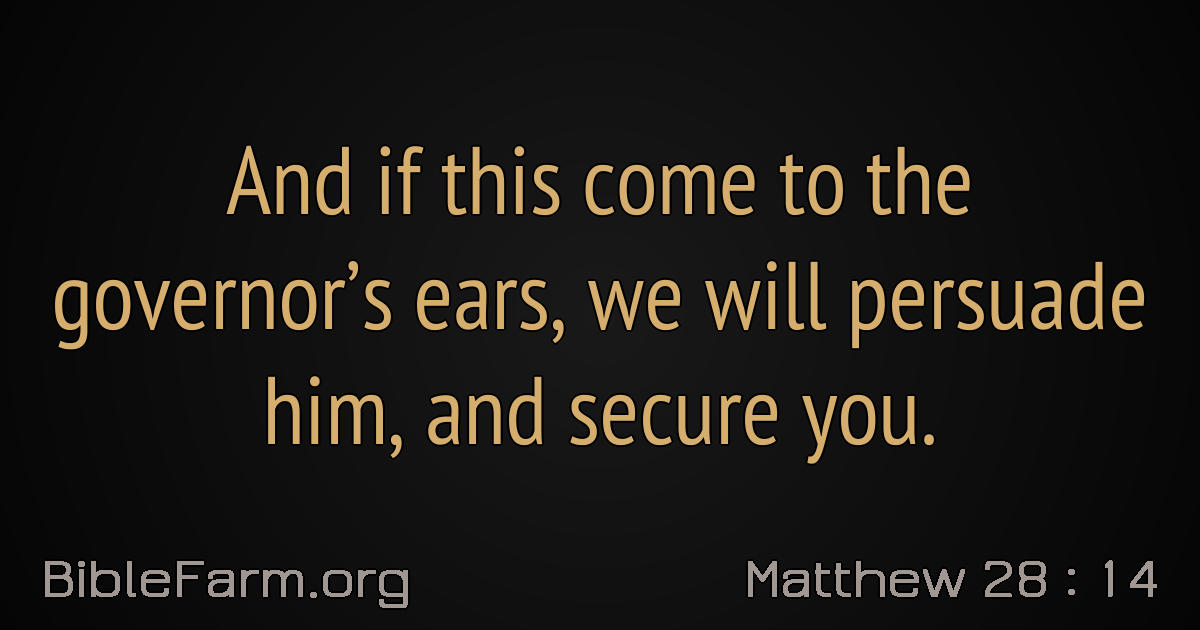 And if this come to the
governor’s ears, we will persuade
him, and secure you.
BibleFarm.org
Matthew 28 : 14